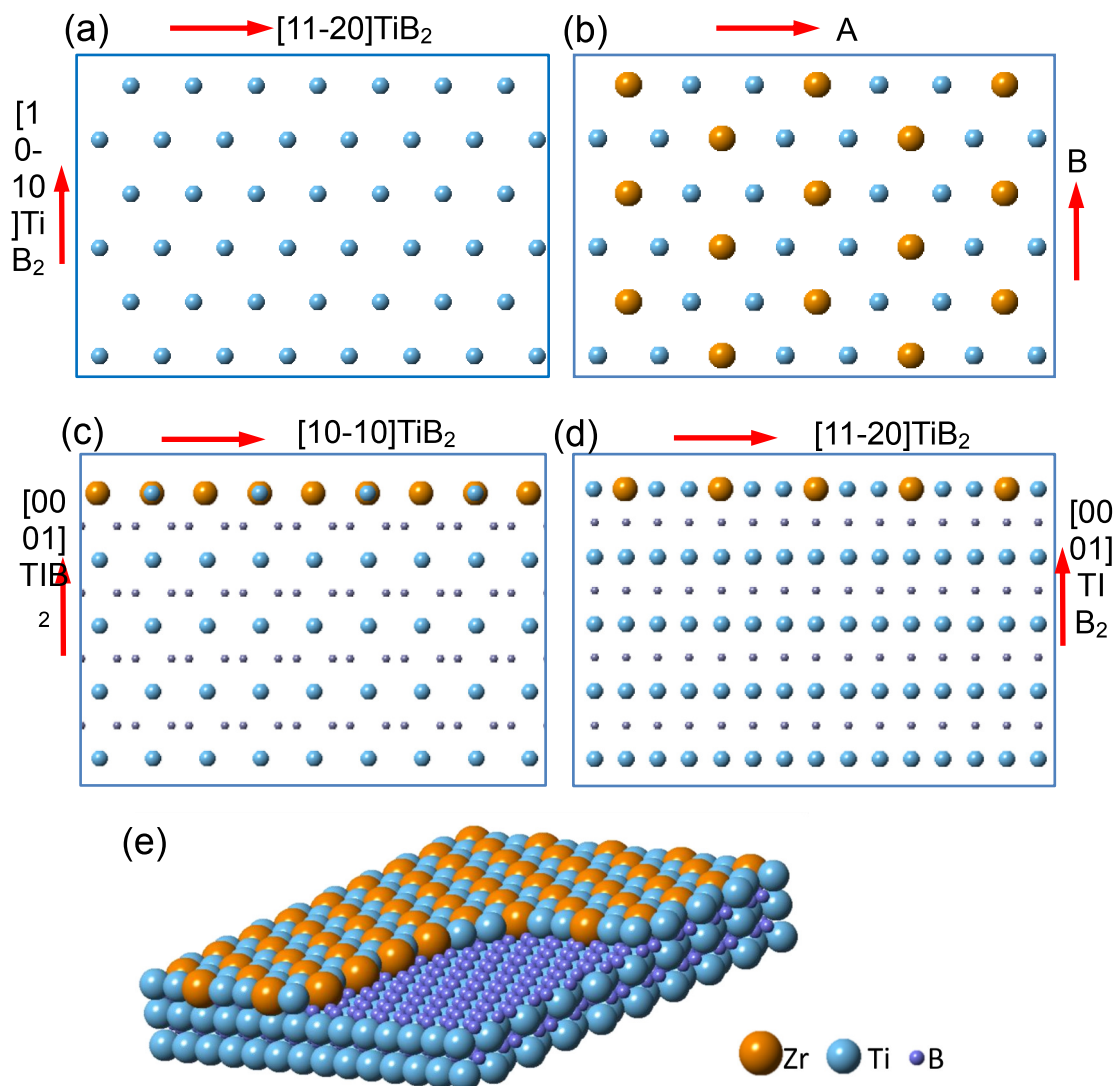 (a)
[11-20]TiB2
(b)
A
[1
0-
10
]Ti
B2
B
(c)
[10-10]TiB2
(d)
[11-20]TiB2
[00
01]
TIB
2
[00
01]
TI
B2
(e)
Zr
Ti
B